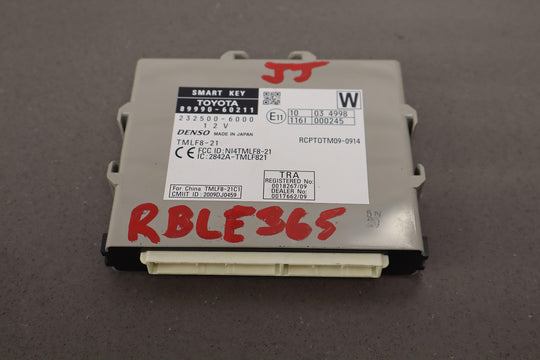 JJ
SMART KEY
TOYOTA
89990-60211
232500-6000
12V
DENSO MADE IN JAPAN
W
E11
10 03 4998
116I 000245
RCPTOTM09-0914
TMLF8-21
CE FCC ID: NI4TMLF8-21
IC: 2842A-TMLF821
TRA
REGISTERED No:
0018267/09
DEALER No:
0017662/09
For China TMLF8-21C1
CMIIT ID: 2009DJ0459
RBLE365